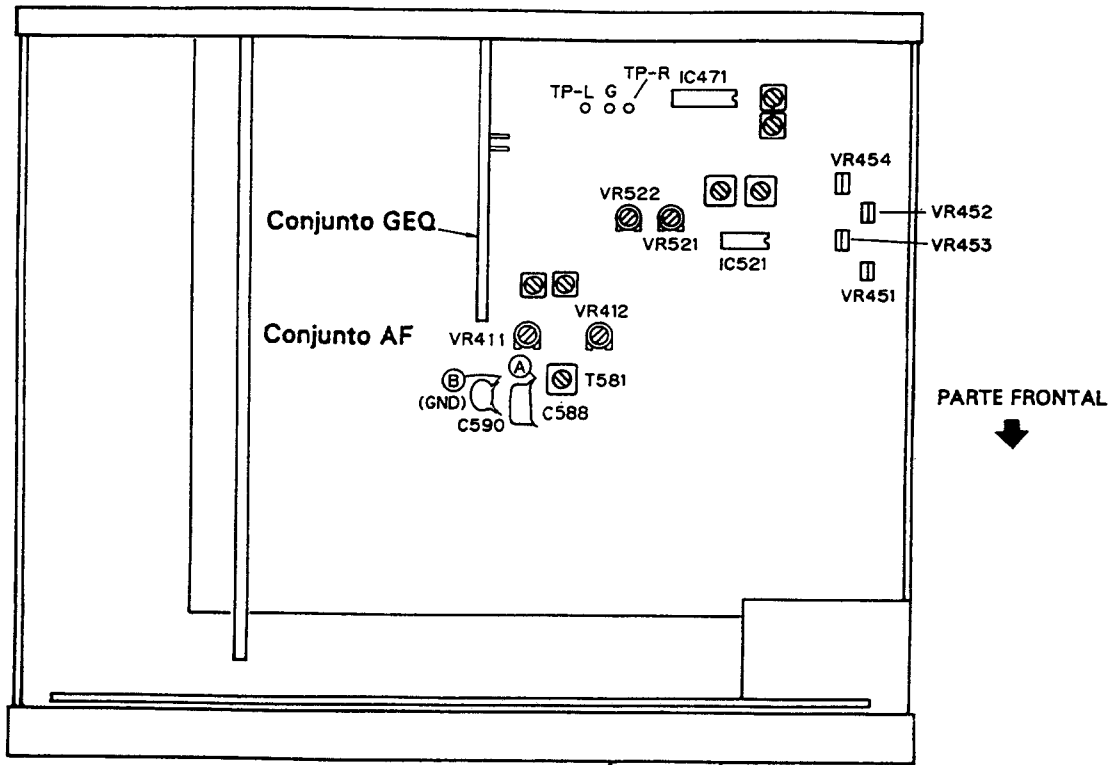 TP-L G TP-R IC471
VR454
VR522
VR452
Conjunto GEQ
VR521
IC521
VR453
VR451
VR412
Conjunto AF
VR411
A
B
(GND)
T581
C590
C588
PARTE FRONTAL